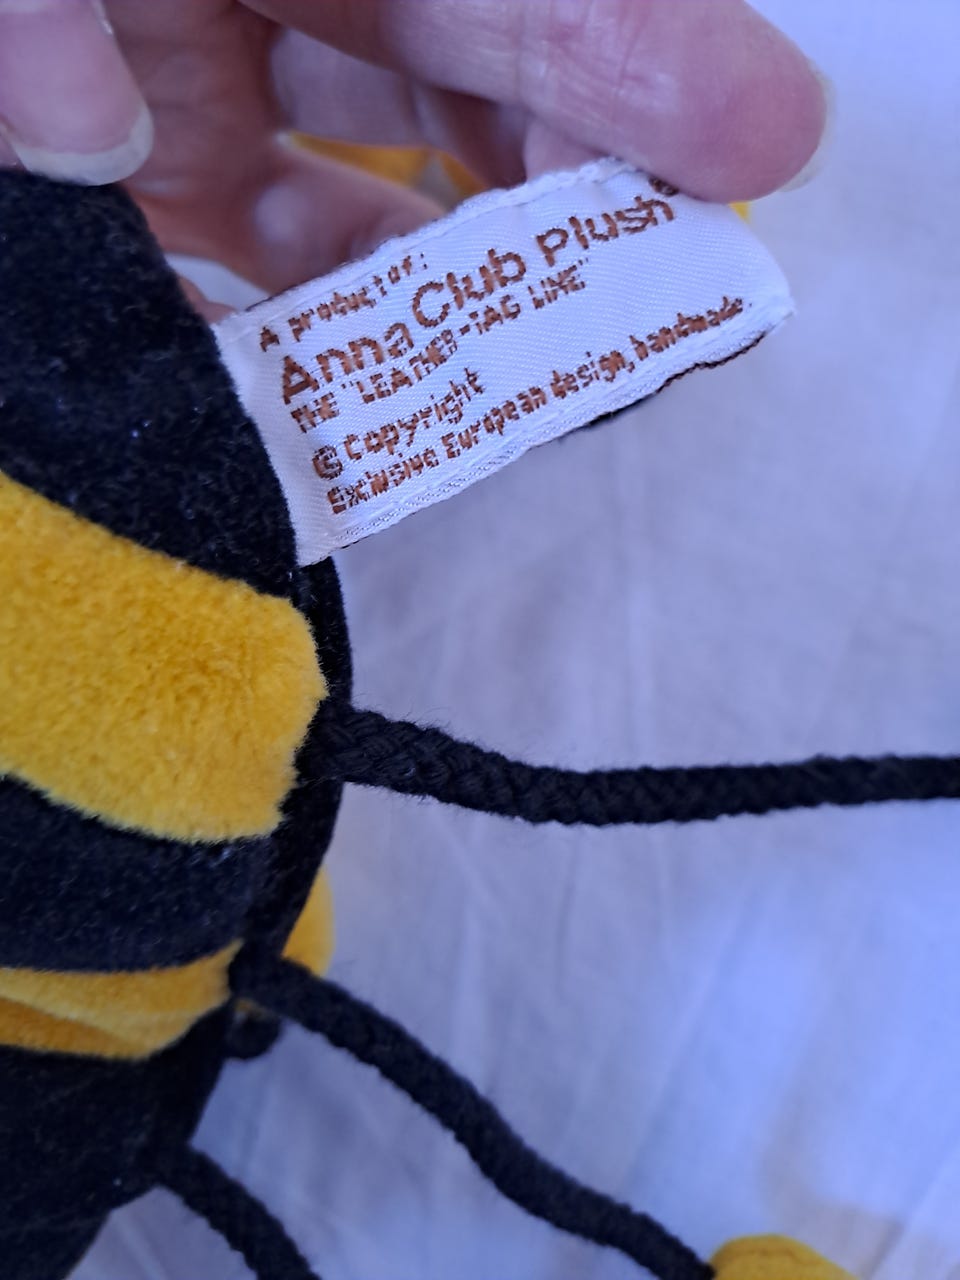 A product of:
Anna Club Plush®
THE "LEATHER-TAG LINE"
© Copyright
Exclusive European design, handmade.